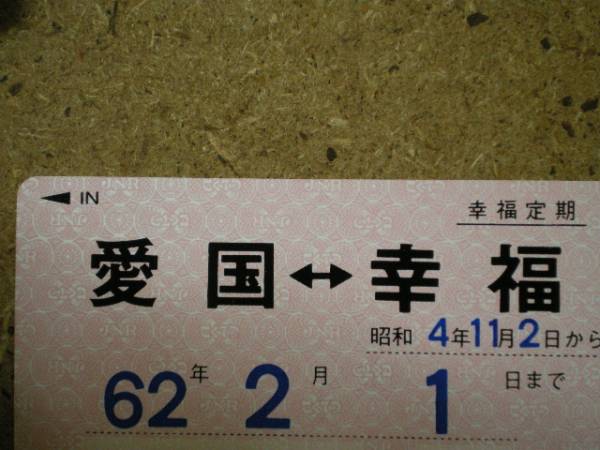 ◀ IN
幸福定期
愛国↔幸福
昭和 4年11月2日から
62年2月1日まで